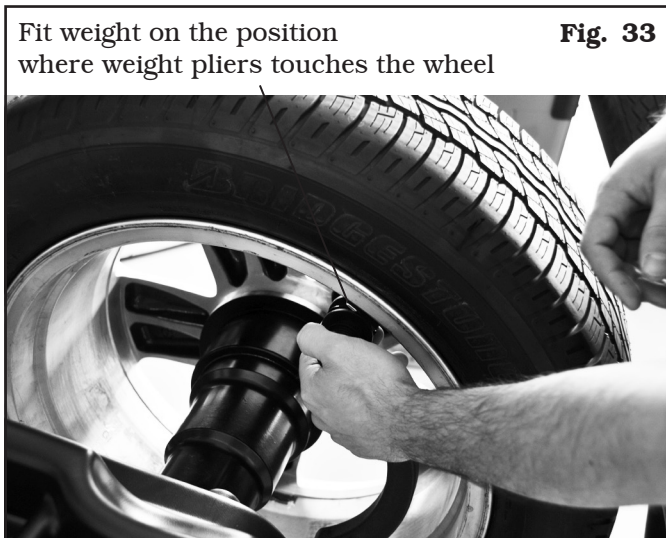 Fit weight on the position
where weight pliers touches the wheel
Fig. 33
BRIDGESTONE